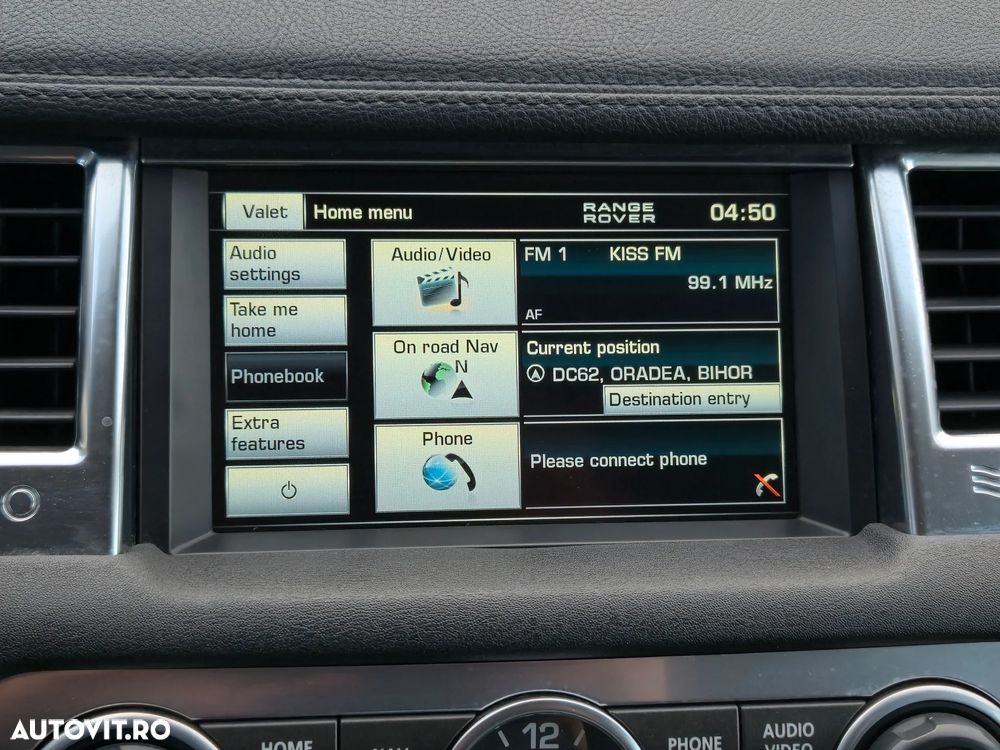 Valet Home menu RANGE ROVER 04:50
Audio settings
Take me home
Phonebook
Extra features
Audio/Video
On road Nav
N
Phone
FM 1 KISS FM
99.1 MHz
AF
Current position
DC62, ORADEA, BIHOR
Destination entry
Please connect phone
HOME NAV 12 PHONE AUDIO VIDEO
AUTOVIT.RO